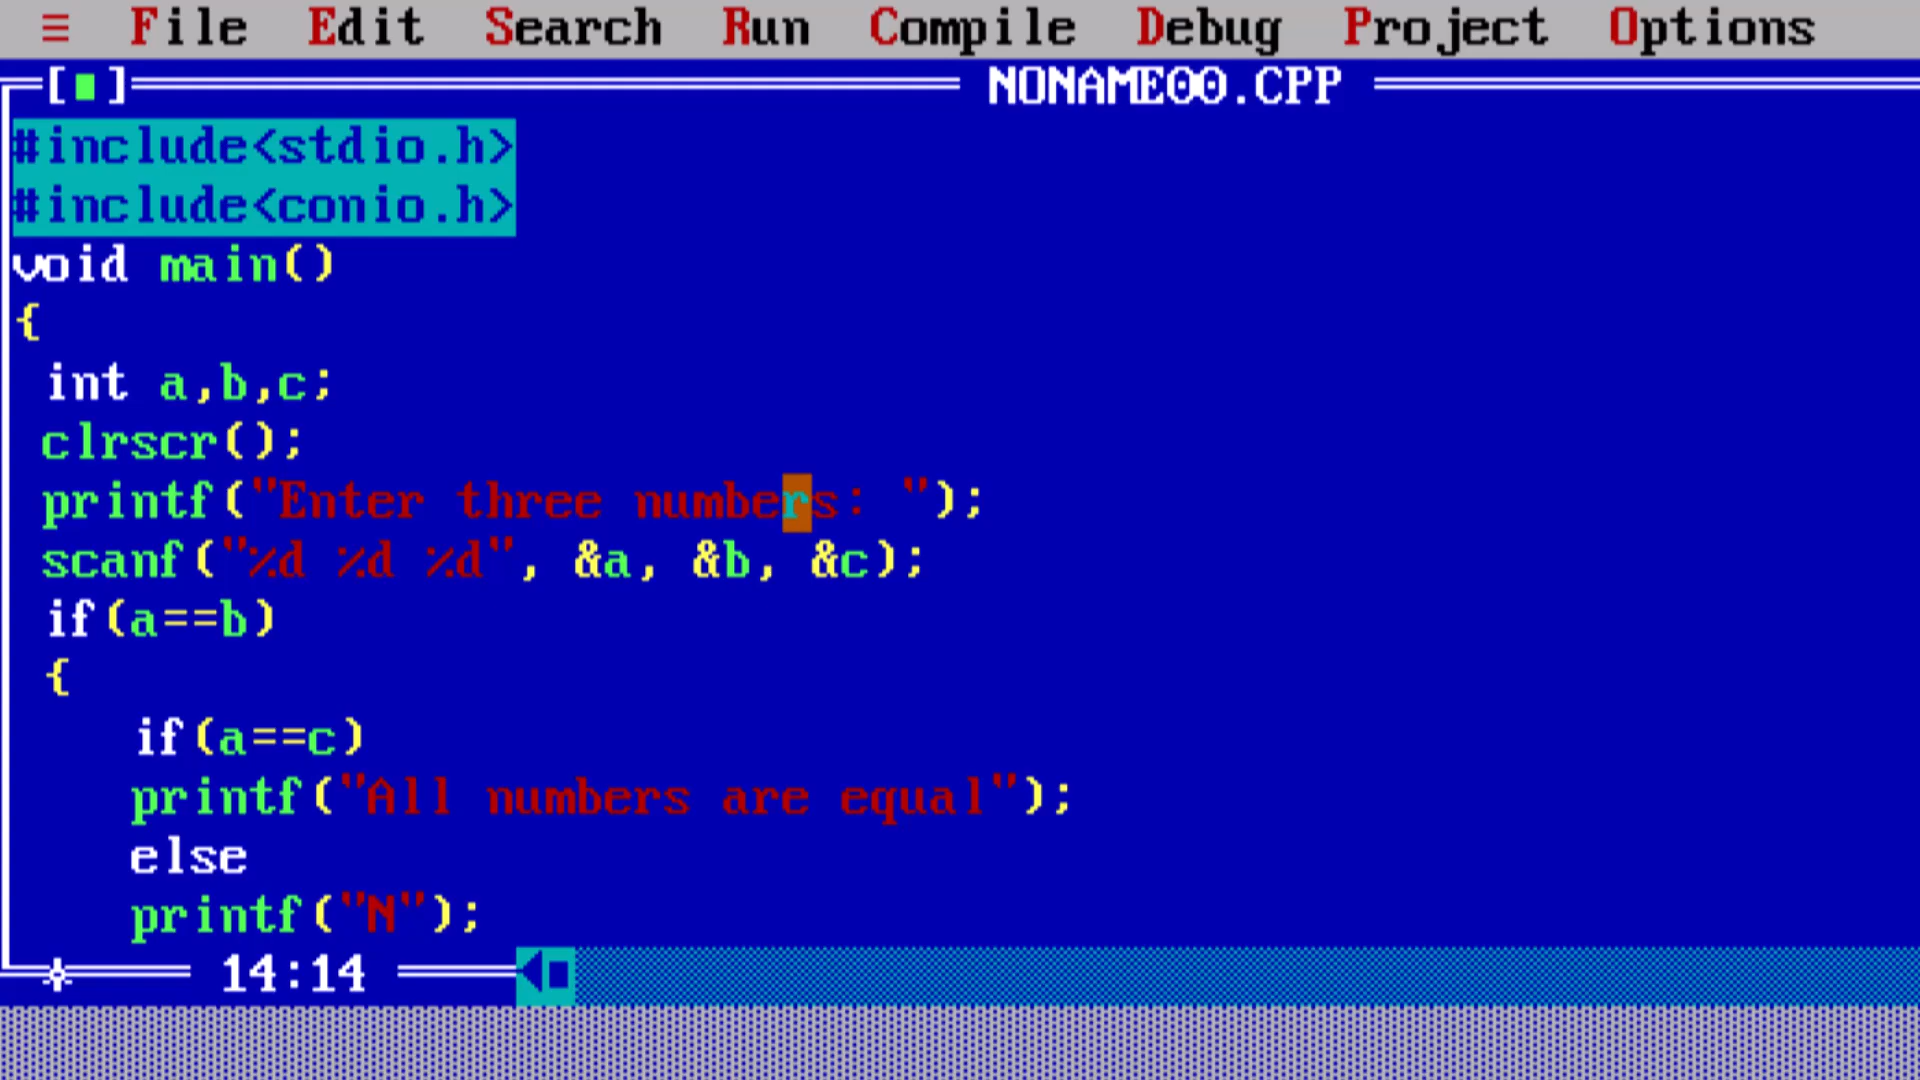 ≡ File Edit Search Run Compile Debug Project Options
[■] NONAME00.CPP
#include<stdio.h>
#include<conio.h>
void main()
{
 int a,b,c;
 clrscr();
 printf("Enter three numbers: ");
 scanf("%d %d %d", &a, &b, &c);
 if(a==b)
 {
    if(a==c)
    printf("All numbers are equal");
    else
    printf("N");
14:14